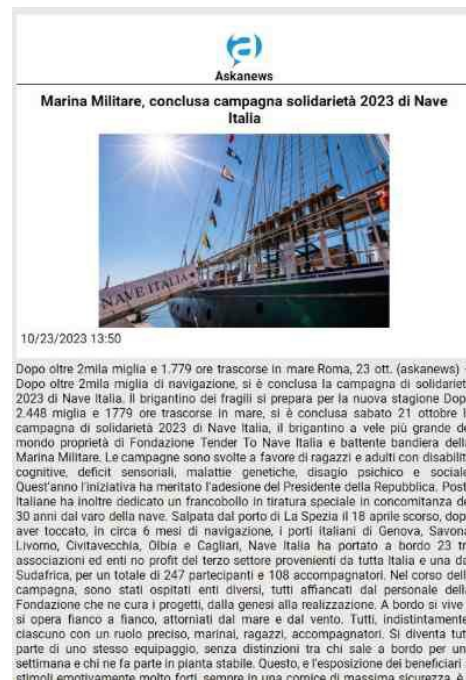 Askanews
Marina Militare, conclusa campagna solidarietà 2023 di Nave
Italia
NAVE ITALIA
10/23/2023 13:50
Dopo oltre 2mila miglia e 1.779 ore trascorse in mare Roma, 23 ott. (askanews) -
Dopo oltre 2mila miglia di navigazione, si è conclusa la campagna di solidariet
2023 di Nave Italia. Il brigantino dei fragili si prepara per la nuova stagione Dop
2.448 miglia e 1779 ore trascorse in mare, si è conclusa sabato 21 ottobre l
campagna di solidarietà 2023 di Nave Italia, il brigantino a vele più grande de
mondo proprietà di Fondazione Tender To Nave Italia e battente bandiera dell
Marina Militare. Le campagne sono svolte a favore di ragazzi e adulti con disabilit
cognitive, deficit sensoriali, malattie genetiche, disagio psichico e sociale
Quest'anno l'iniziativa ha meritato l'adesione del Presidente della Repubblica. Post
Italiane ha inoltre dedicato un francobollo in tiratura speciale in concomitanza de
30 anni dal varo della nave. Salpata dal porto di La Spezia il 18 aprile scorso, dop
aver toccato, in circa 6 mesi di navigazione, i porti italiani di Genova, Savona
Livorno, Civitavecchia, Olbia e Cagliari, Nave Italia ha portato a bordo 23 tr
associazioni ed enti no profit del terzo settore provenienti da tutta Italia e una da
Sudafrica, per un totale di 247 partecipanti e 108 accompagnatori. Nel corso dell
campagna, sono stati ospitati enti diversi, tutti affiancati dal personale dell
Fondazione che ne cura i progetti, dalla genesi alla realizzazione. A bordo si vive
si opera fianco a fianco, attorniati dal mare e dal vento. Tutti, indistintamente
ciascuno con un ruolo preciso, marinai, ragazzi, accompagnatori. Si diventa tut
parte di uno stesso equipaggio, senza distinzioni tra chi sale a bordo per un
settimana e chi ne fa parte in pianta stabile. Questo, e l'esposizione dei beneficiari
stimoli emotivamente molto forti, sempre in una cornice di massima sicurezza, è